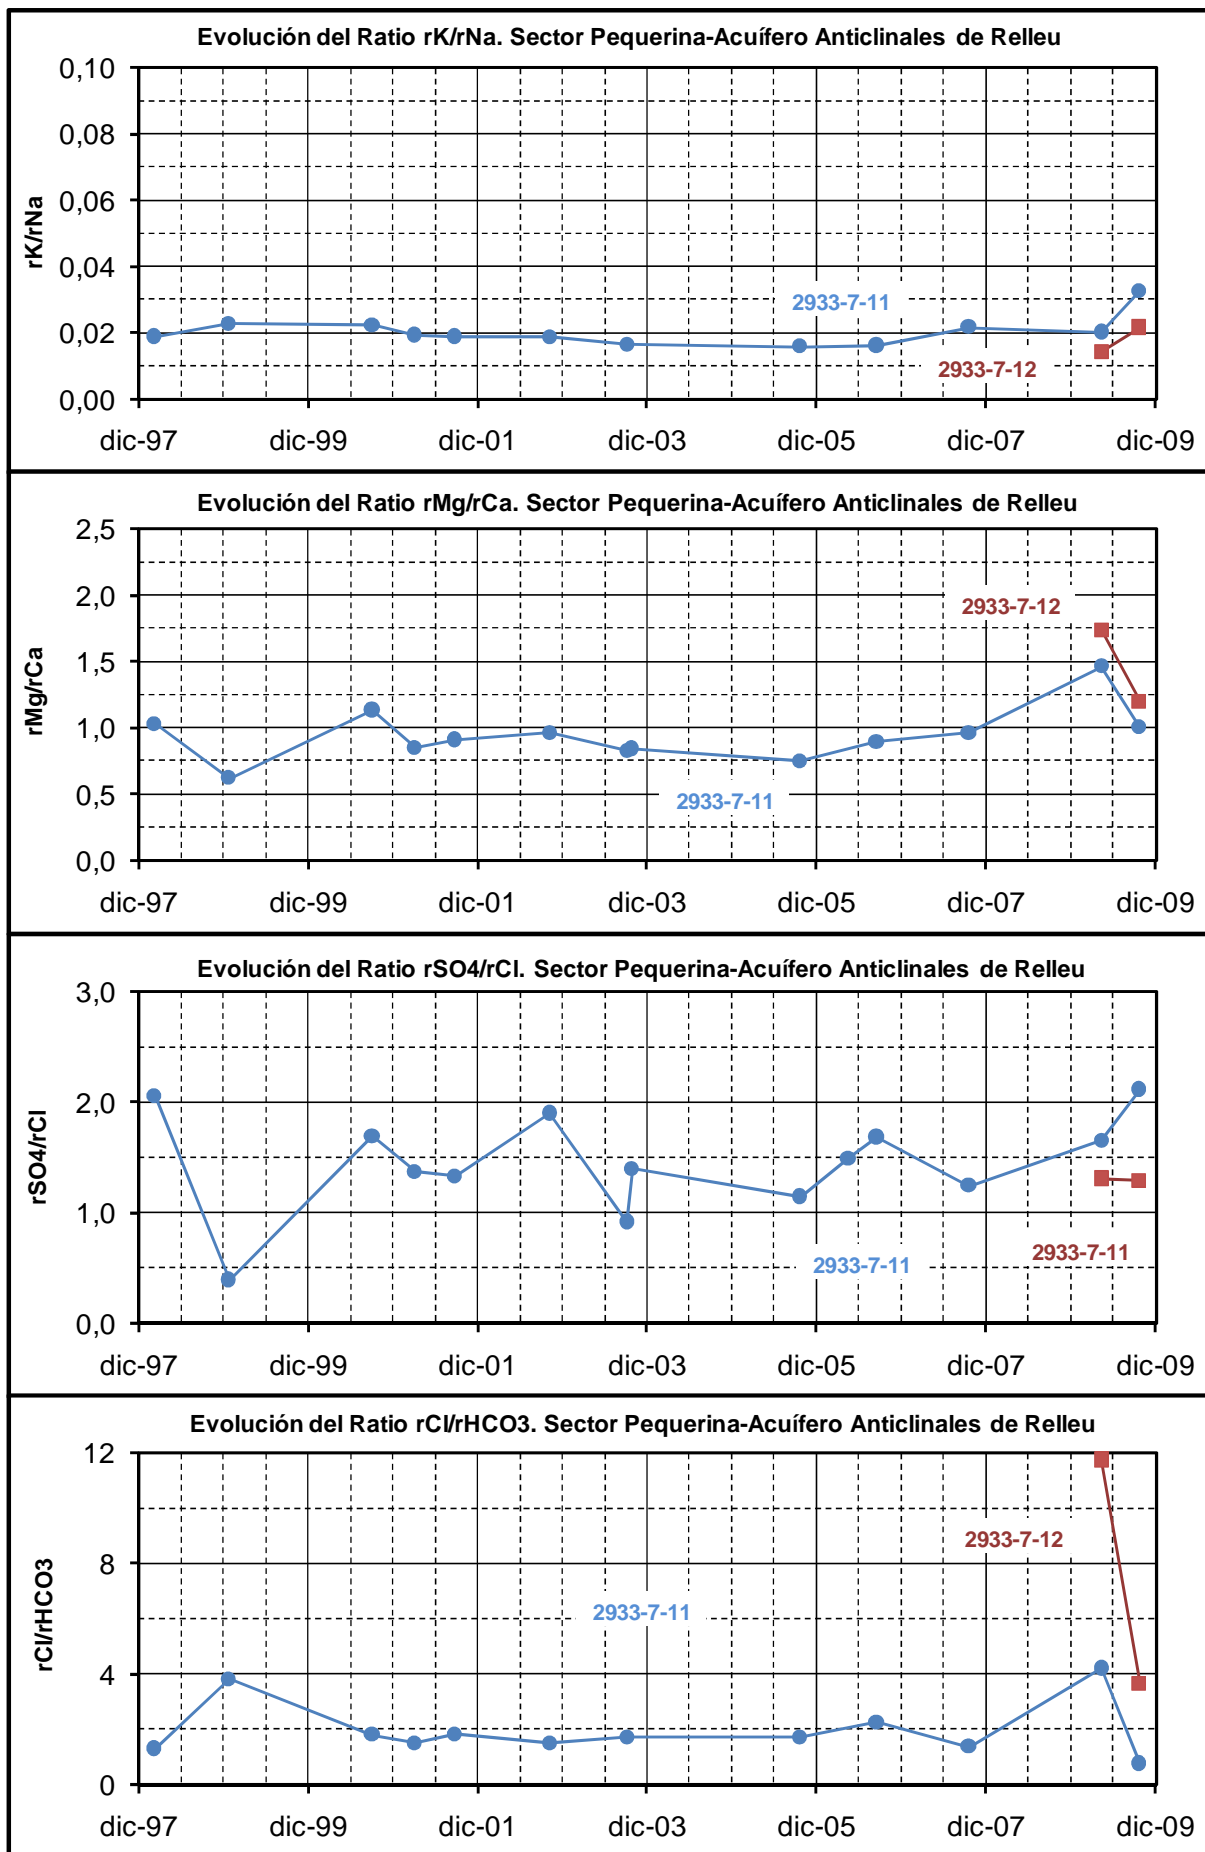 Evolución del Ratio rK/rNa. Sector Pequerina-Acuífero Anticlinales de Relleu
0,10
0,08
0,06
0,04
0,02
0,00
rK/rNa
2933-7-11
2933-7-12
dic-97 dic-99 dic-01 dic-03 dic-05 dic-07 dic-09
Evolución del Ratio rMg/rCa. Sector Pequerina-Acuífero Anticlinales de Relleu
2,5
2,0
1,5
1,0
0,5
0,0
rMg/rCa
2933-7-12
2933-7-11
dic-97 dic-99 dic-01 dic-03 dic-05 dic-07 dic-09
Evolución del Ratio rSO4/rCl. Sector Pequerina-Acuífero Anticlinales de Relleu
3,0
2,0
1,0
0,0
rSO4/rCl
2933-7-11
2933-7-11
dic-97 dic-99 dic-01 dic-03 dic-05 dic-07 dic-09
Evolución del Ratio rCl/rHCO3. Sector Pequerina-Acuífero Anticlinales de Relleu
12
8
4
0
rCl/rHCO3
2933-7-12
2933-7-11
dic-97 dic-99 dic-01 dic-03 dic-05 dic-07 dic-09